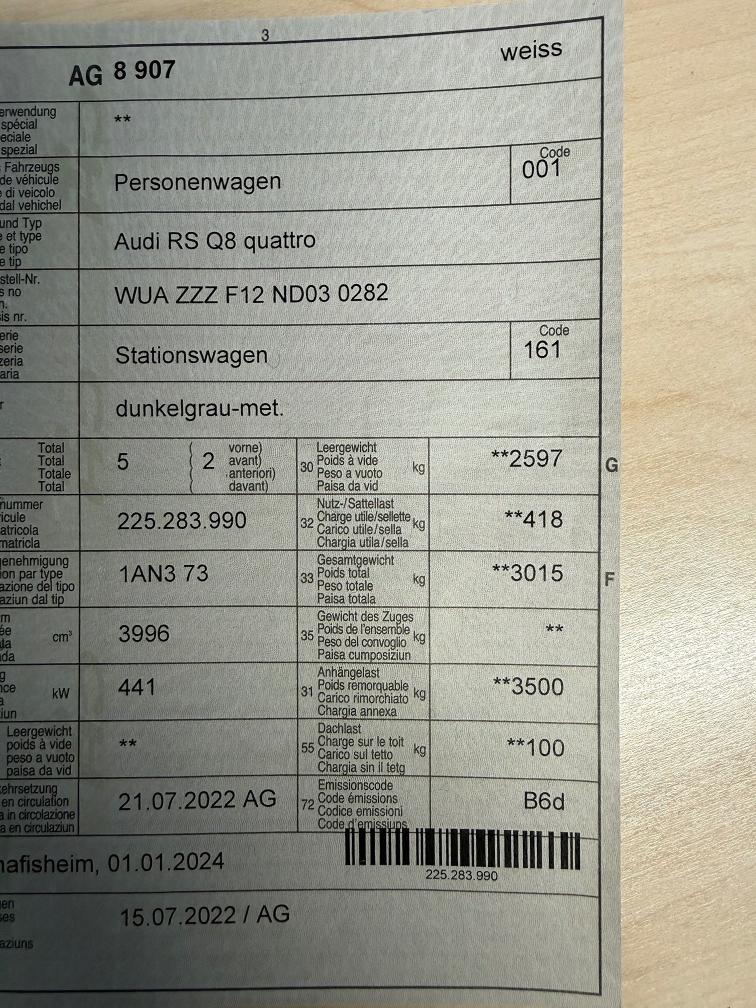 3
AG 8 907 weiss
erwendung
spécial **
eciale
spezial
Fahrzeugs Code
de véhicule Personenwagen 001
di veicolo
dal vehichel
und Typ
e et type Audi RS Q8 quattro
e tipo
e tip
stell-Nr.
s no WUA ZZZ F12 ND03 0282
n.
is nr.
erie Code
serie Stationswagen 161
zeria
aria
r dunkelgrau-met.
Total 5 ( 2 vorne) 30 Leergewicht kg **2597 G
Total avant) Poids à vide
Totale anteriori) Peso a vuoto
Total davant) Paisa da vid
nummer 225.283.990 32 Nutz-/Sattellast kg **418
icule Charge utile/sellette
atricola Carico utile/sella
matricla Chargia utila/sella
genehmigung 1AN3 73 33 Gesamtgewicht kg **3015 F
on par type Poids total
azione del tipo Peso totale
aziun dal tip Paisa totala
m cm³ 3996 35 Gewicht des Zuges kg **
ée Poids de l'ensemble
la Peso del convoglio
da Paisa cumposiziun
g kW 441 31 Anhängelast kg **3500
nce Poids remorquable
a Carico rimorchiato
iun Chargia annexa
Leergewicht ** 55 Dachlast kg **100
poids à vide Charge sur le toit
peso a vuoto Carico sul tetto
paisa da vid Chargia sin il tetg
ehrsetzung 21.07.2022 AG 72 Emissionscode B6d
en circulation Code émissions
a in circolazione Codice emissioni
a en circulaziun Code d'emissiuns
hafisheim, 01.01.2024
225.283.990
en
ses 15.07.2022 / AG
aziuns